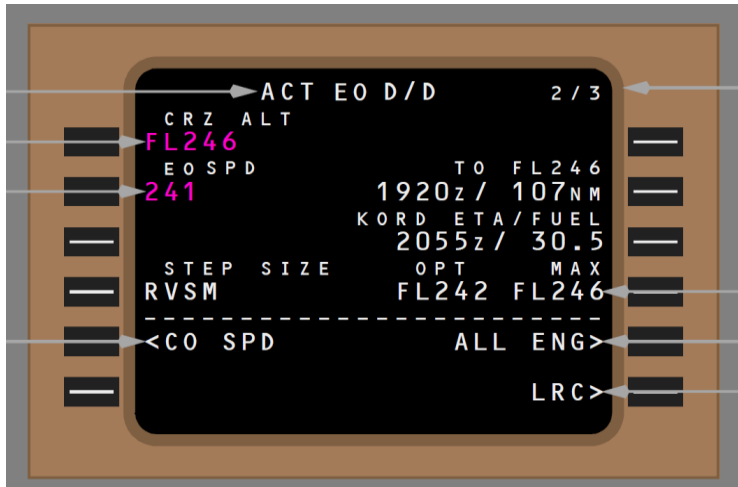 ACT EO D/D 2/3
CRZ ALT
FL246
EO SPD TO FL246
241 1920Z/ 107NM
KORD ETA/FUEL
2055Z/ 30.5
STEP SIZE OPT MAX
RVSM FL242 FL246
------------------------
<CO SPD ALL ENG>
LRC>